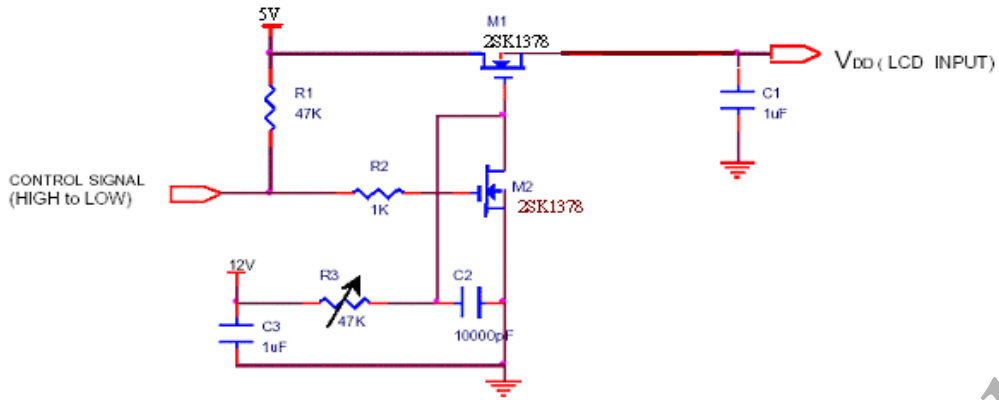 5V
M1
2SK1378
VDD ( LCD INPUT)
R1
47K
C1
1uF
CONTROL SIGNAL
(HIGH to LOW)
R2
1K
M2
2SK1378
12V
R3
47K
C2
10000pF
C3
1uF